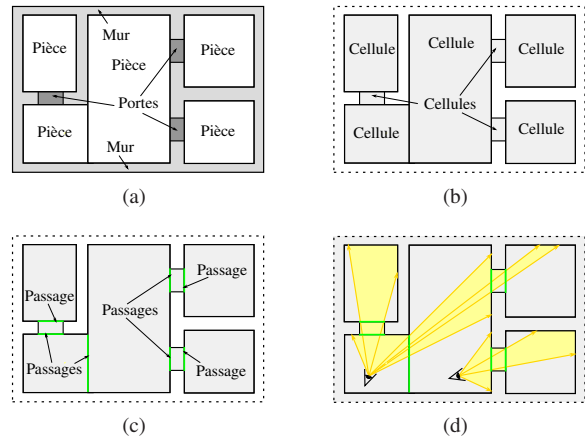 Mur
Pièce
Pièce
Pièce
Portes
Pièce
Pièce
Mur
(a)
Cellule
Cellule
Cellule
Cellules
Cellule
Cellule
(b)
Passage
Passage
Passages
Passages
Passage
(c)
(d)